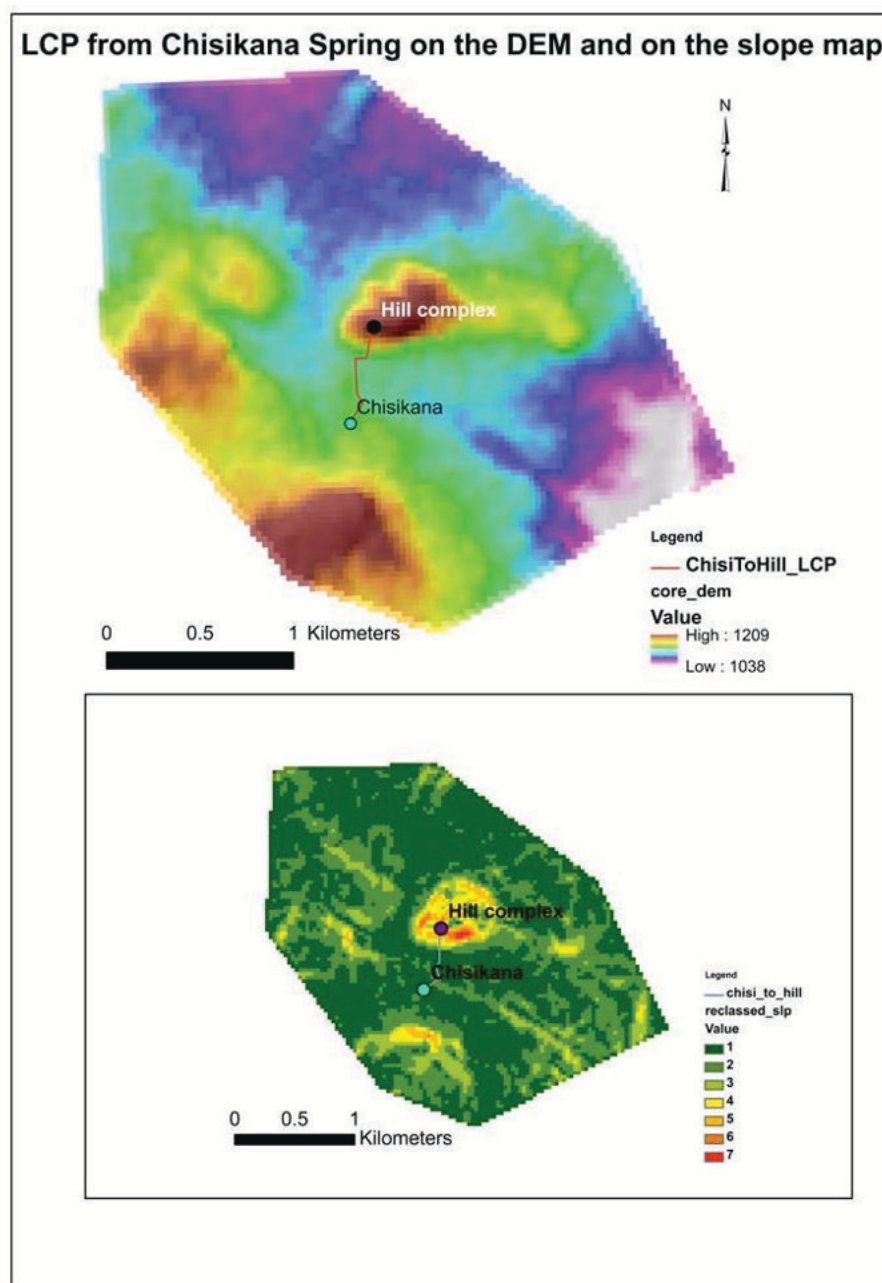 LCP from Chisikana Spring on the DEM and on the slope map
N
Hill complex
Chisikana
Legend
ChisiToHill_LCP
core_dem
Value
High : 1209
Low : 1038
0 0.5 1 Kilometers
Hill complex
Chisikana
Legend
chisi_to_hill
reclassed_slp
Value
1
2
3
4
5
6
7
0 0.5 1
Kilometers